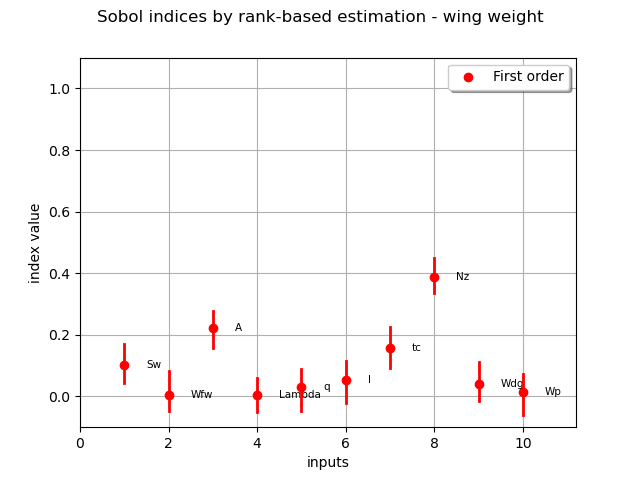 Sobol indices by rank-based estimation - wing weight
First order
1.0
0.8
0.6
0.4
0.2
0.0
index value
Sw
Wfw
A
Lambda
q
l
tc
Nz
Wdg
Wp
0
2
4
6
8
10
inputs